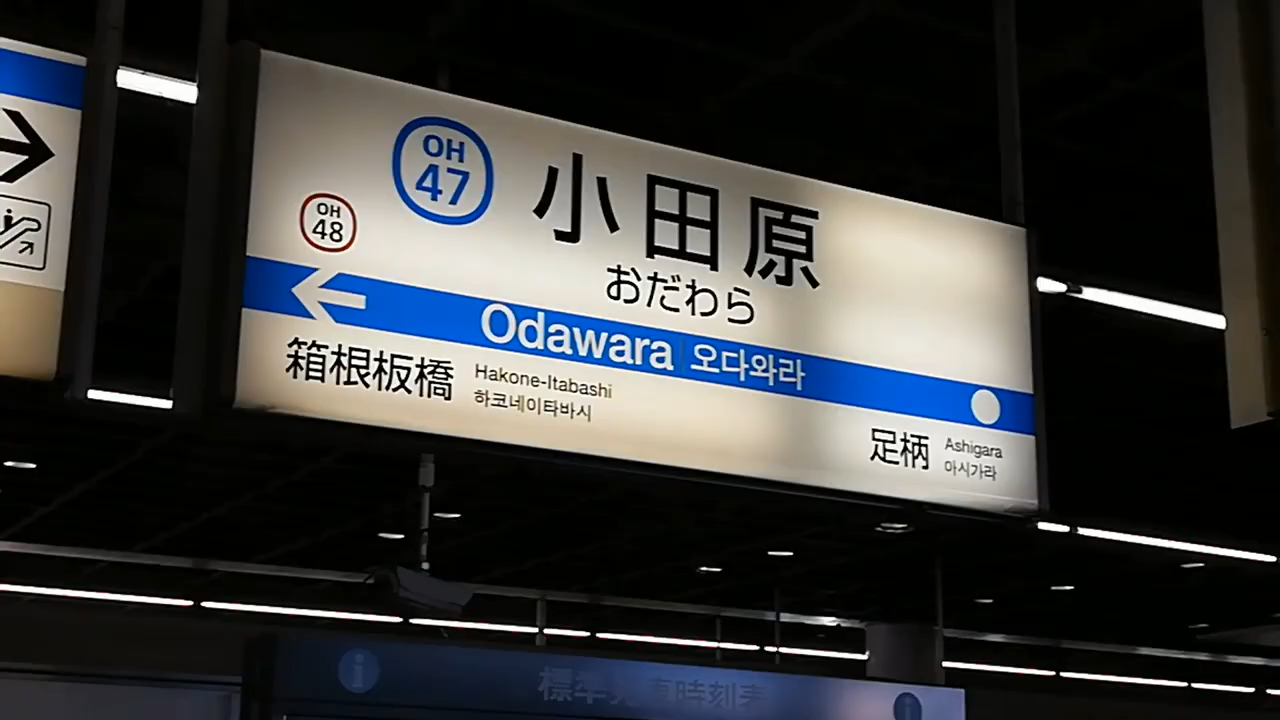 OH
47
小田原
おだわら
OH
48
Odawara 오다와라
箱根板橋
Hakone-Itabashi
하코네이타바시
足柄
Ashigara
아시가라